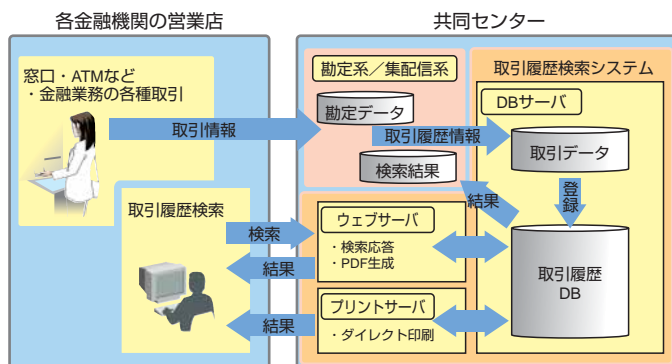 各金融機関の営業店
共同センター
窓口・ATMなど
・金融業務の各種取引
取引情報
取引履歴検索
検索
結果
結果
勘定系／集配信系
勘定データ
取引履歴情報
検索結果
結果
取引履歴検索システム
DBサーバ
取引データ
登録
取引履歴
DB
ウェブサーバ
・検索応答
・PDF生成
プリントサーバ
・ダイレクト印刷